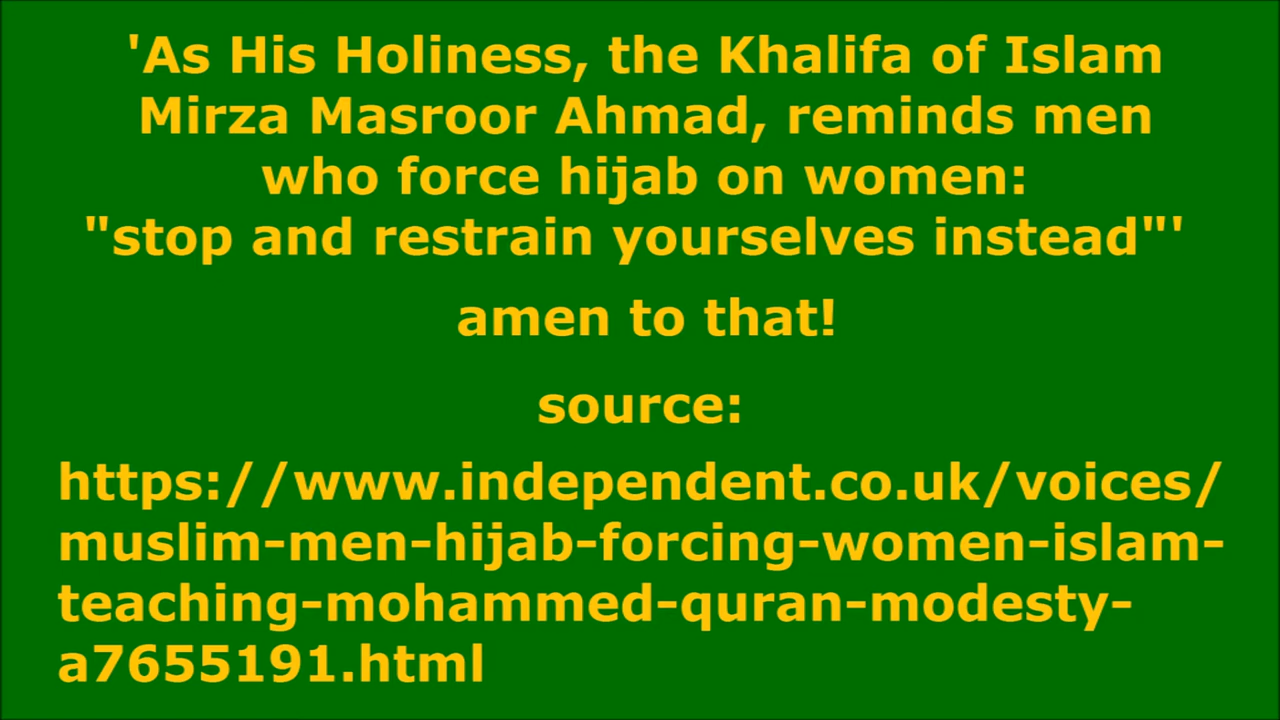 'As His Holiness, the Khalifa of Islam
Mirza Masroor Ahmad, reminds men
who force hijab on women:
"stop and restrain yourselves instead"'
amen to that!
source:
https://www.independent.co.uk/voices/
muslim-men-hijab-forcing-women-islam-
teaching-mohammed-quran-modesty-
a7655191.html